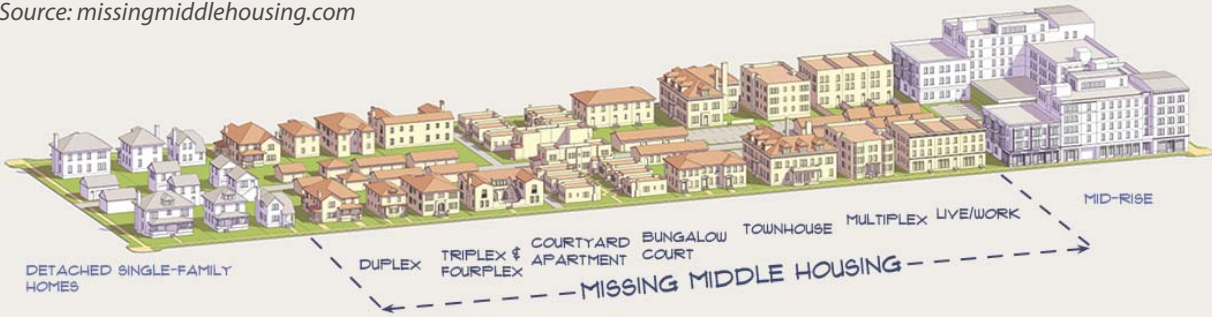 Source: missingmiddlehousing.com
DETACHED SINGLE-FAMILY
HOMES
DUPLEX
TRIPLEX &
FOURPLEX
COURTYARD
APARTMENT
BUNGALOW
COURT
TOWNHOUSE
MULTIPLEX
LIVE/WORK
MID-RISE
MISSING MIDDLE HOUSING